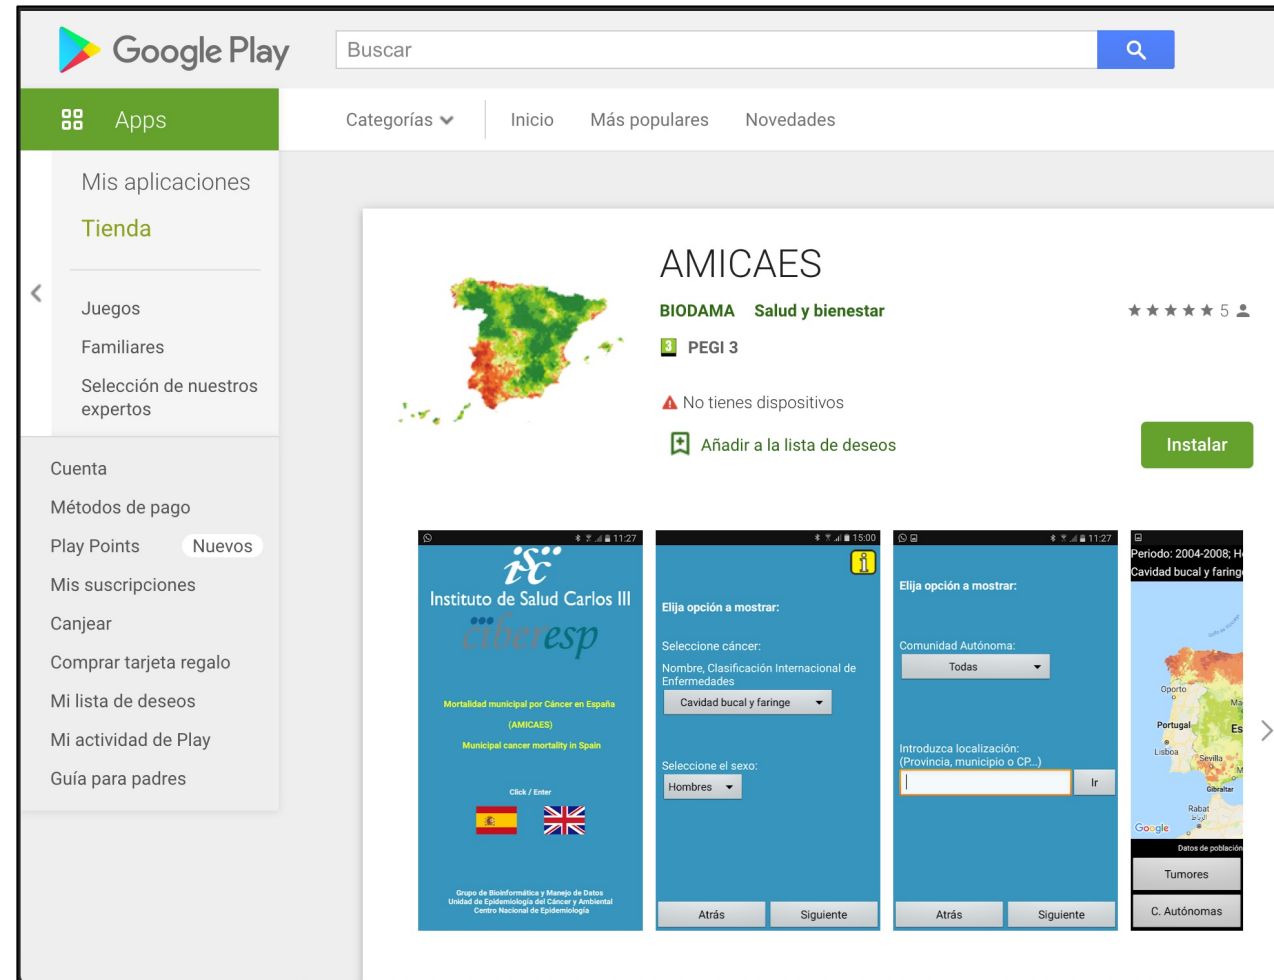 Google Play
Buscar
Apps
Categorías
Inicio
Más populares
Novedades
Mis aplicaciones
Tienda
Juegos
Familiares
Selección de nuestros
expertos
Cuenta
Métodos de pago
Play Points
Nuevos
Mis suscripciones
Canjear
Comprar tarjeta regalo
Mi lista de deseos
Mi actividad de Play
Guía para padres
AMICAES
BIODAMA Salud y bienestar
5
3 PEGI 3
No tienes dispositivos
Añadir a la lista de deseos
Instalar
11:27
isc
Instituto de Salud Carlos III
ciberesp
Mortalidad municipal por Cáncer en España
(AMICAES)
Municipal cancer mortality in Spain
Click / Enter
Grupo de Bioinformática y Manejo de Datos
Unidad de Epidemiología del Cáncer y Ambiental
Centro Nacional de Epidemiología
15:00
i
Elija opción a mostrar:
Seleccione cáncer:
Nombre, Clasificación Internacional de
Enfermedades
Cavidad bucal y faringe
Seleccione el sexo:
Hombres
Atrás
Siguiente
11:27
Elija opción a mostrar:
Comunidad Autónoma:
Todas
Introduzca localización:
(Provincia, municipio o CP...)
Ir
Atrás
Siguiente
Periodo: 2004-2008; H
Cavidad bucal y faring
Oporto
Ma
Portugal
Es
Lisboa
Sevilla
M
Gibraltar
Rabat
الرباط
Google
Datos de población
Tumores
C. Autónomas